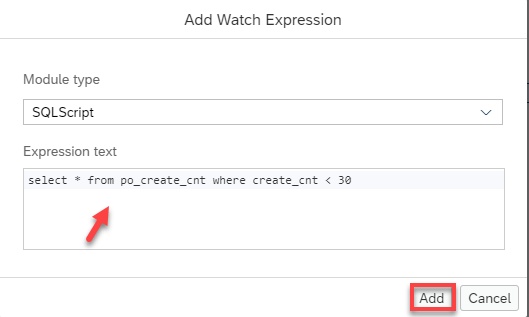 Add Watch Expression
Module type
SQLScript
Expression text
select * from po_create_cnt where create_cnt < 30
Add Cancel